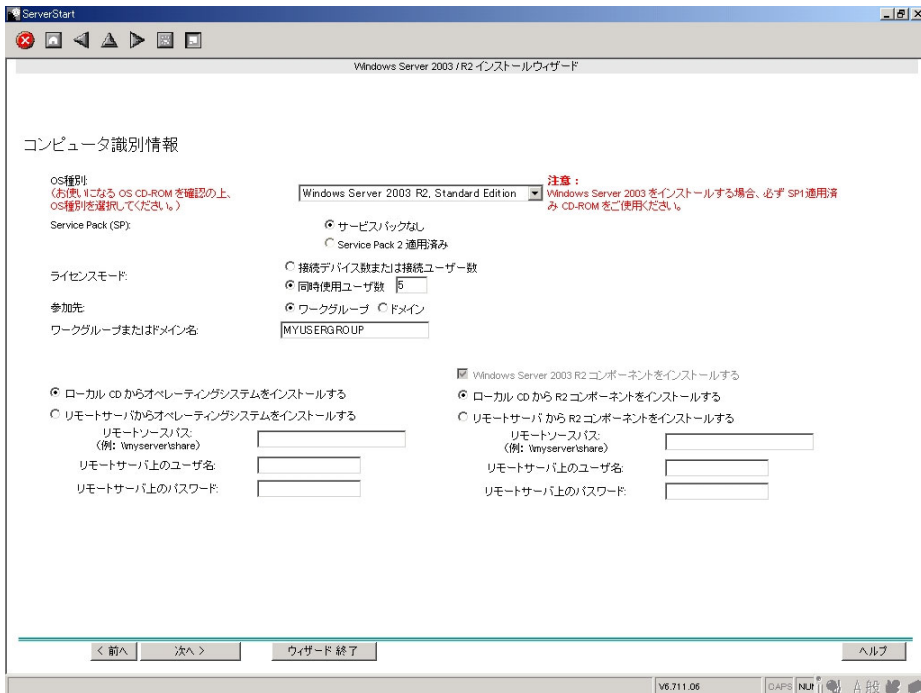 ServerStart
Windows Server 2003 /R2 インストールウィザード
コンピュータ識別情報
OS種別:
(お使いになる OS CD-ROM を確認の上、
OS種別を選択してください。)
Windows Server 2003 R2, Standard Edition
注意：
Windows Server 2003 をインストールする場合、必ず SP1適用済
み CD-ROM をご使用ください。
Service Pack (SP):
サービスパックなし
Service Pack 2 適用済み
ライセンスモード:
接続デバイス数または接続ユーザー数
同時使用ユーザ数 5
参加先:
ワークグループ ドメイン
ワークグループまたはドメイン名:
MYUSERGROUP
ローカル CD からオペレーティングシステムをインストールする
リモートサーバからオペレーティングシステムをインストールする
リモートソースパス:
(例: \\myserver\share)
リモートサーバ上のユーザ名:
リモートサーバ上のパスワード:
Windows Server 2003 R2 コンポーネントをインストールする
ローカル CD から R2 コンポーネントをインストールする
リモートサーバ から R2 コンポーネントをインストールする
リモートソースパス:
(例: \\myserver\share)
リモートサーバ上のユーザ名:
リモートサーバ上のパスワード:
< 前へ
次へ >
ウィザード 終了
ヘルプ
V6.711.06
CAPS
A 般